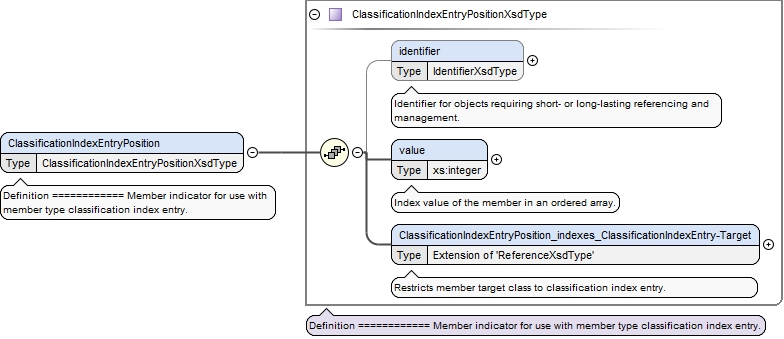 ClassificationIndexEntryPositionXsdType
identifier
Type IdentifierXsdType
Identifier for objects requiring short- or long-lasting referencing and
management.
ClassificationIndexEntryPosition
Type ClassificationIndexEntryPositionXsdType
Definition ============ Member indicator for use with
member type classification index entry.
value
Type xs:integer
Index value of the member in an ordered array.
ClassificationIndexEntryPosition_indexes_ClassificationIndexEntry-Target
Type Extension of 'ReferenceXsdType'
Restricts member target class to classification index entry.
Definition ============ Member indicator for use with member type classification index entry.